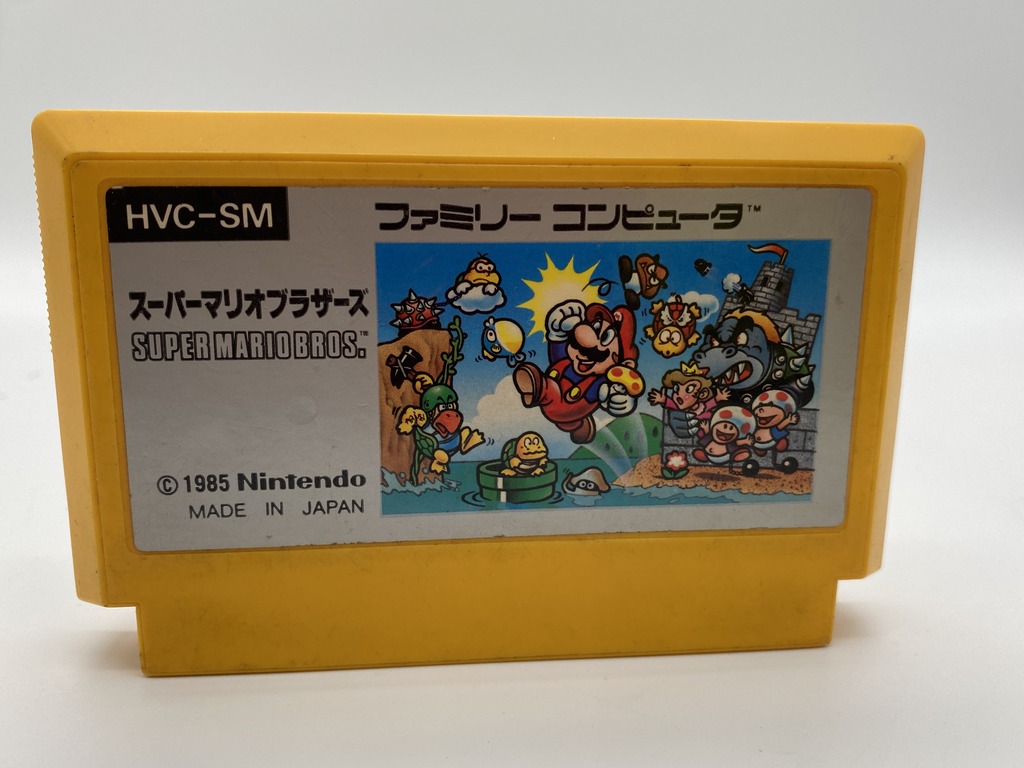 HVC-SM
ファミリー コンピュータ™
スーパーマリオブラザーズ
SUPER MARIO BROS.™
© 1985 Nintendo
MADE IN JAPAN